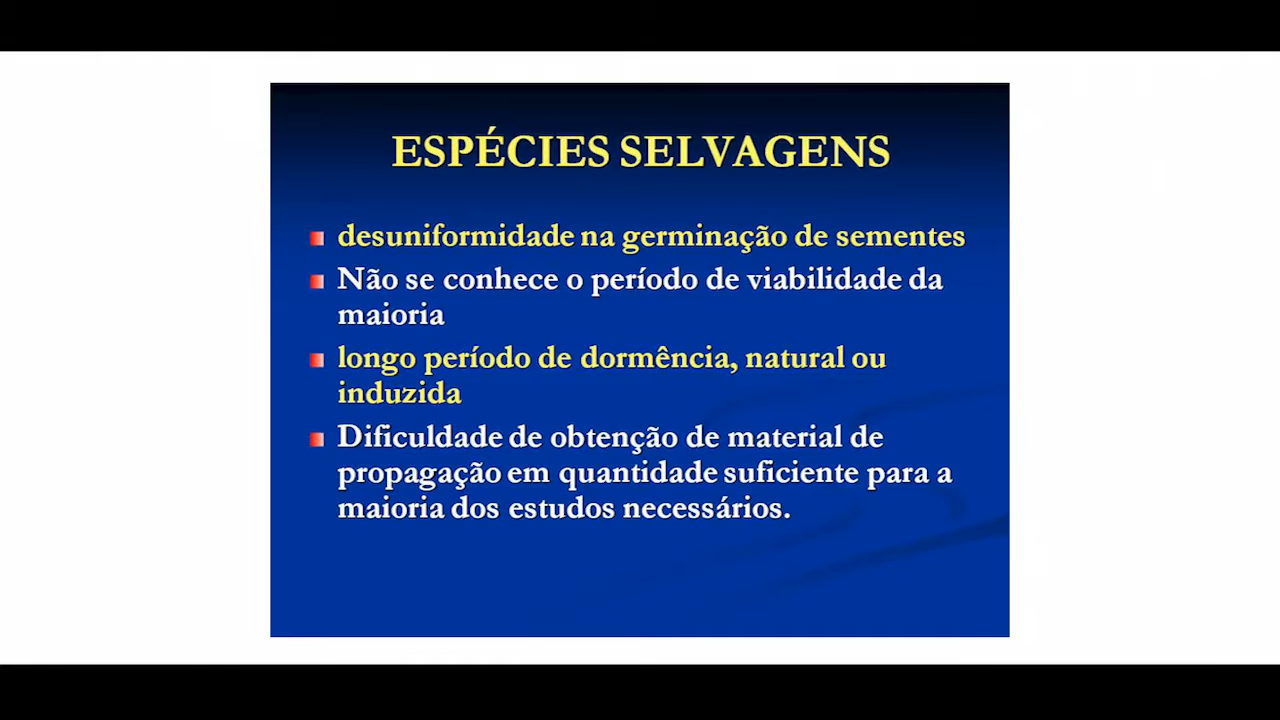 ESPÉCIES SELVAGENS
desuniformidade na germinação de sementes
Não se conhece o período de viabilidade da
maioria
longo período de dormência, natural ou
induzida
Dificuldade de obtenção de material de
propagação em quantidade suficiente para a
maioria dos estudos necessários.